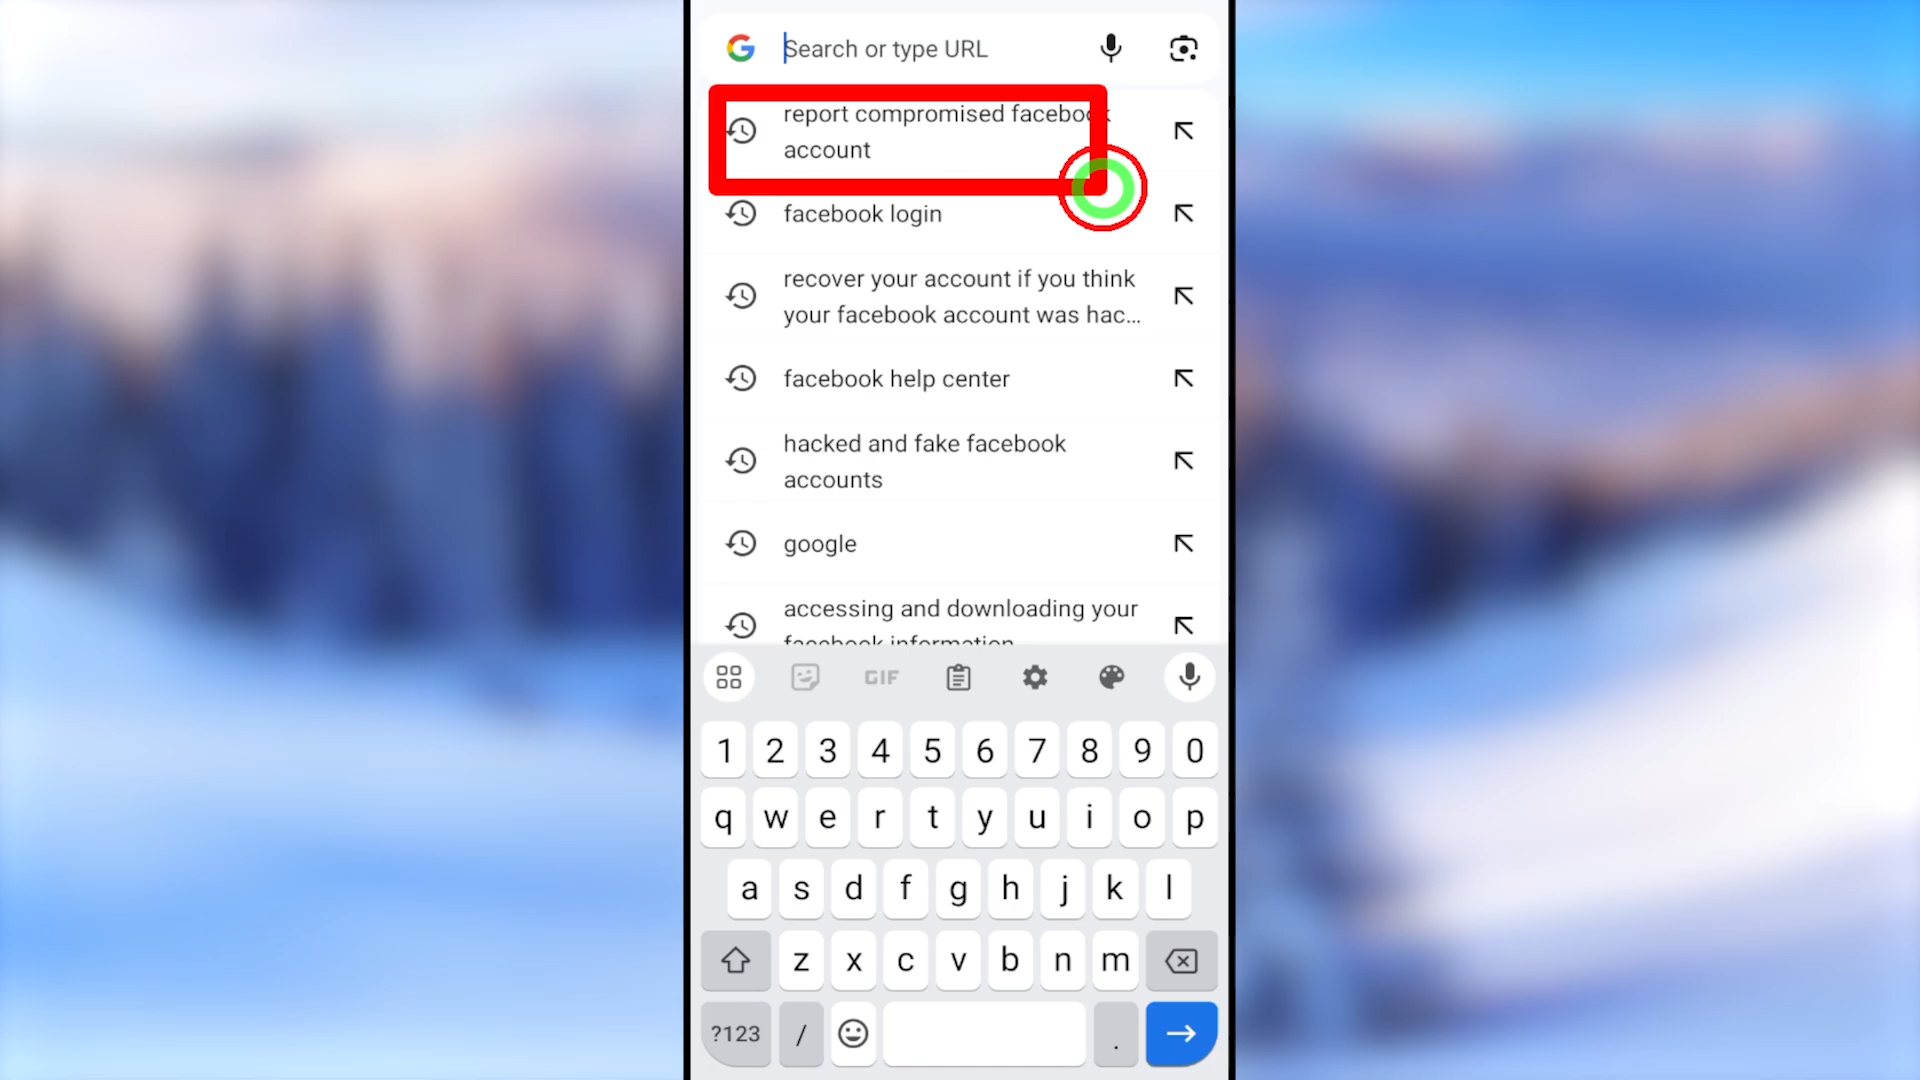 Search or type URL
report compromised facebook
account
facebook login
recover your account if you think
your facebook account was hac...
facebook help center
hacked and fake facebook
accounts
google
accessing and downloading your
facebook information
GIF
1 2 3 4 5 6 7 8 9 0
q w e r t y u i o p
a s d f g h j k l
z x c v b n m
?123 / .